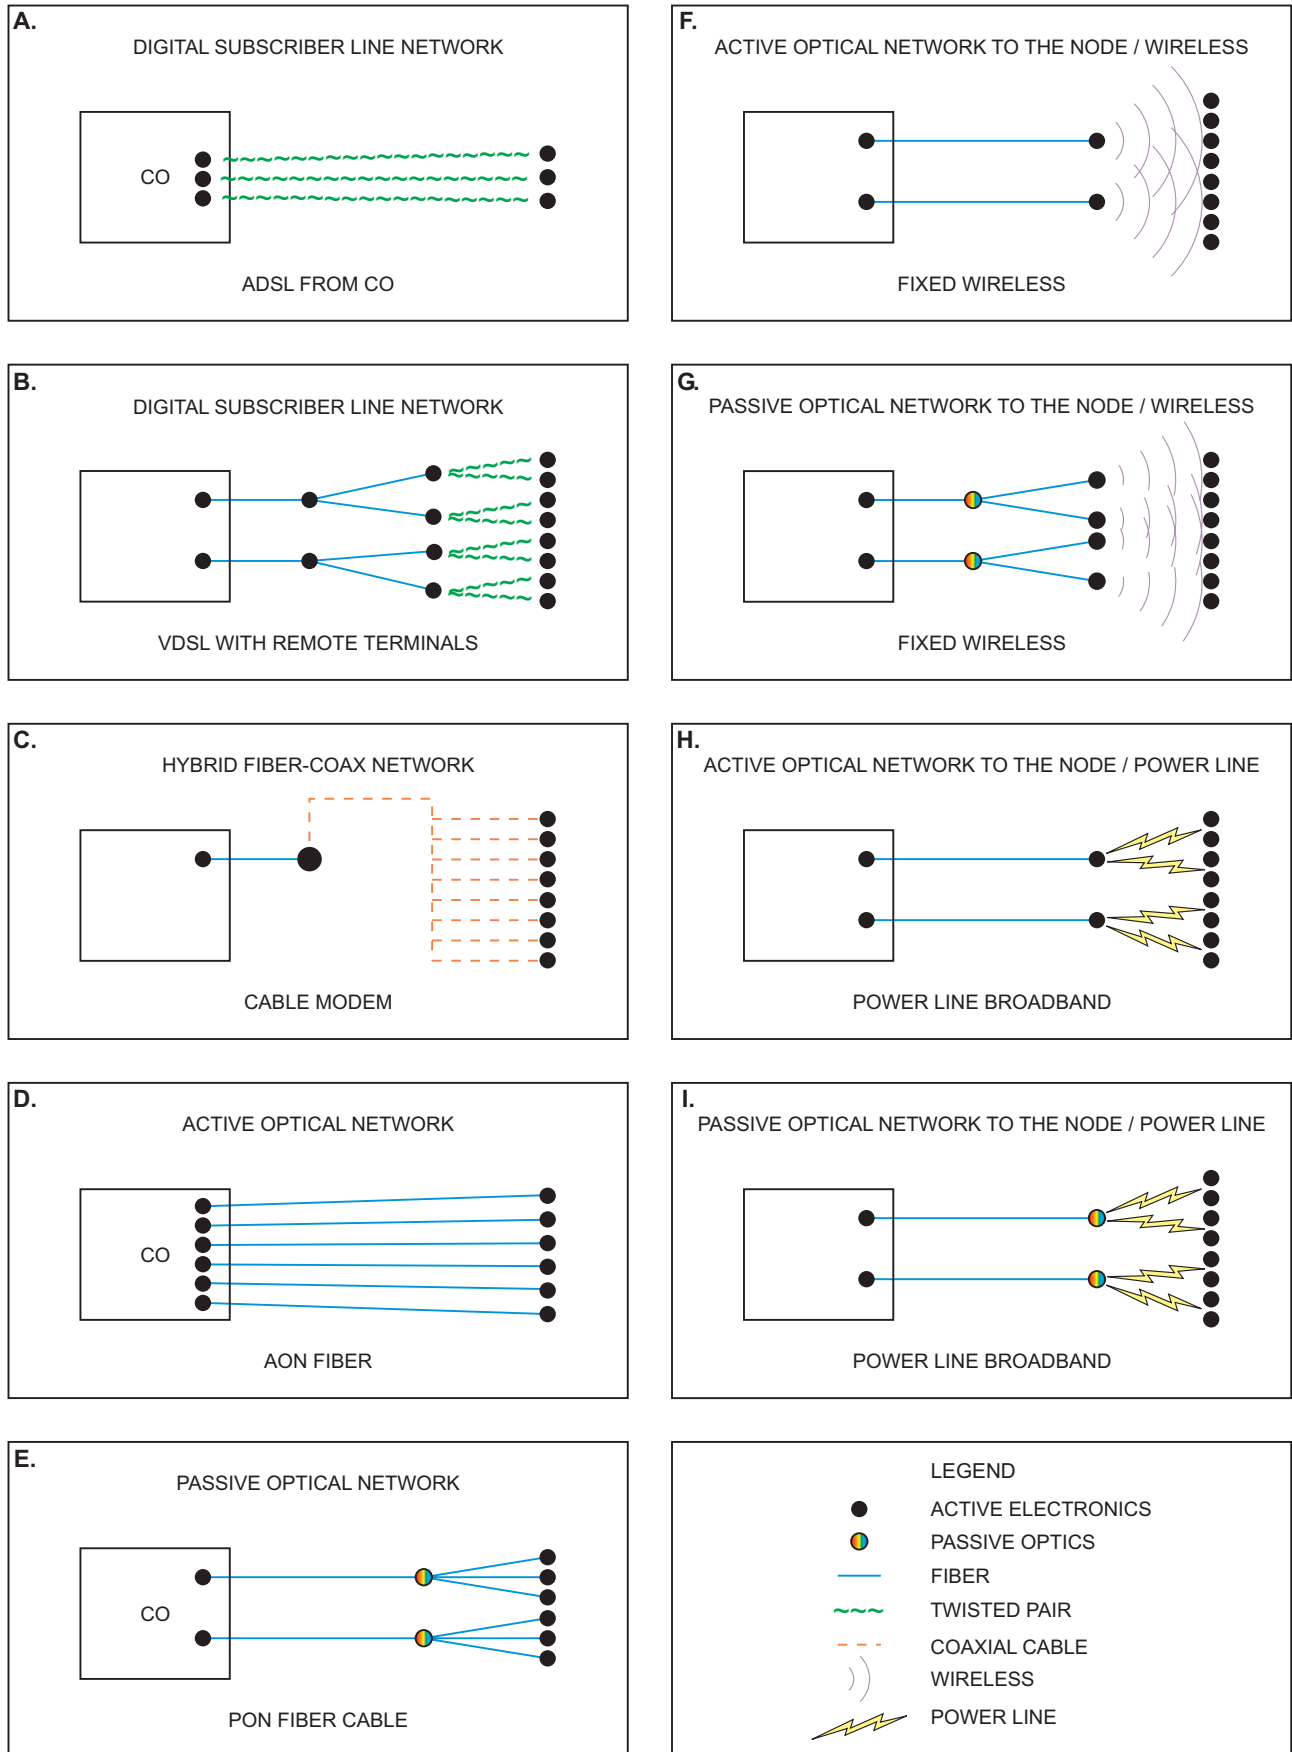 A.
DIGITAL SUBSCRIBER LINE NETWORK
CO
ADSL FROM CO
B.
DIGITAL SUBSCRIBER LINE NETWORK
VDSL WITH REMOTE TERMINALS
C.
HYBRID FIBER-COAX NETWORK
CABLE MODEM
D.
ACTIVE OPTICAL NETWORK
CO
AON FIBER
E.
PASSIVE OPTICAL NETWORK
CO
PON FIBER CABLE
F.
ACTIVE OPTICAL NETWORK TO THE NODE / WIRELESS
FIXED WIRELESS
G.
PASSIVE OPTICAL NETWORK TO THE NODE / WIRELESS
FIXED WIRELESS
H.
ACTIVE OPTICAL NETWORK TO THE NODE / POWER LINE
POWER LINE BROADBAND
I.
PASSIVE OPTICAL NETWORK TO THE NODE / POWER LINE
POWER LINE BROADBAND
LEGEND
ACTIVE ELECTRONICS
PASSIVE OPTICS
FIBER
TWISTED PAIR
COAXIAL CABLE
WIRELESS
POWER LINE